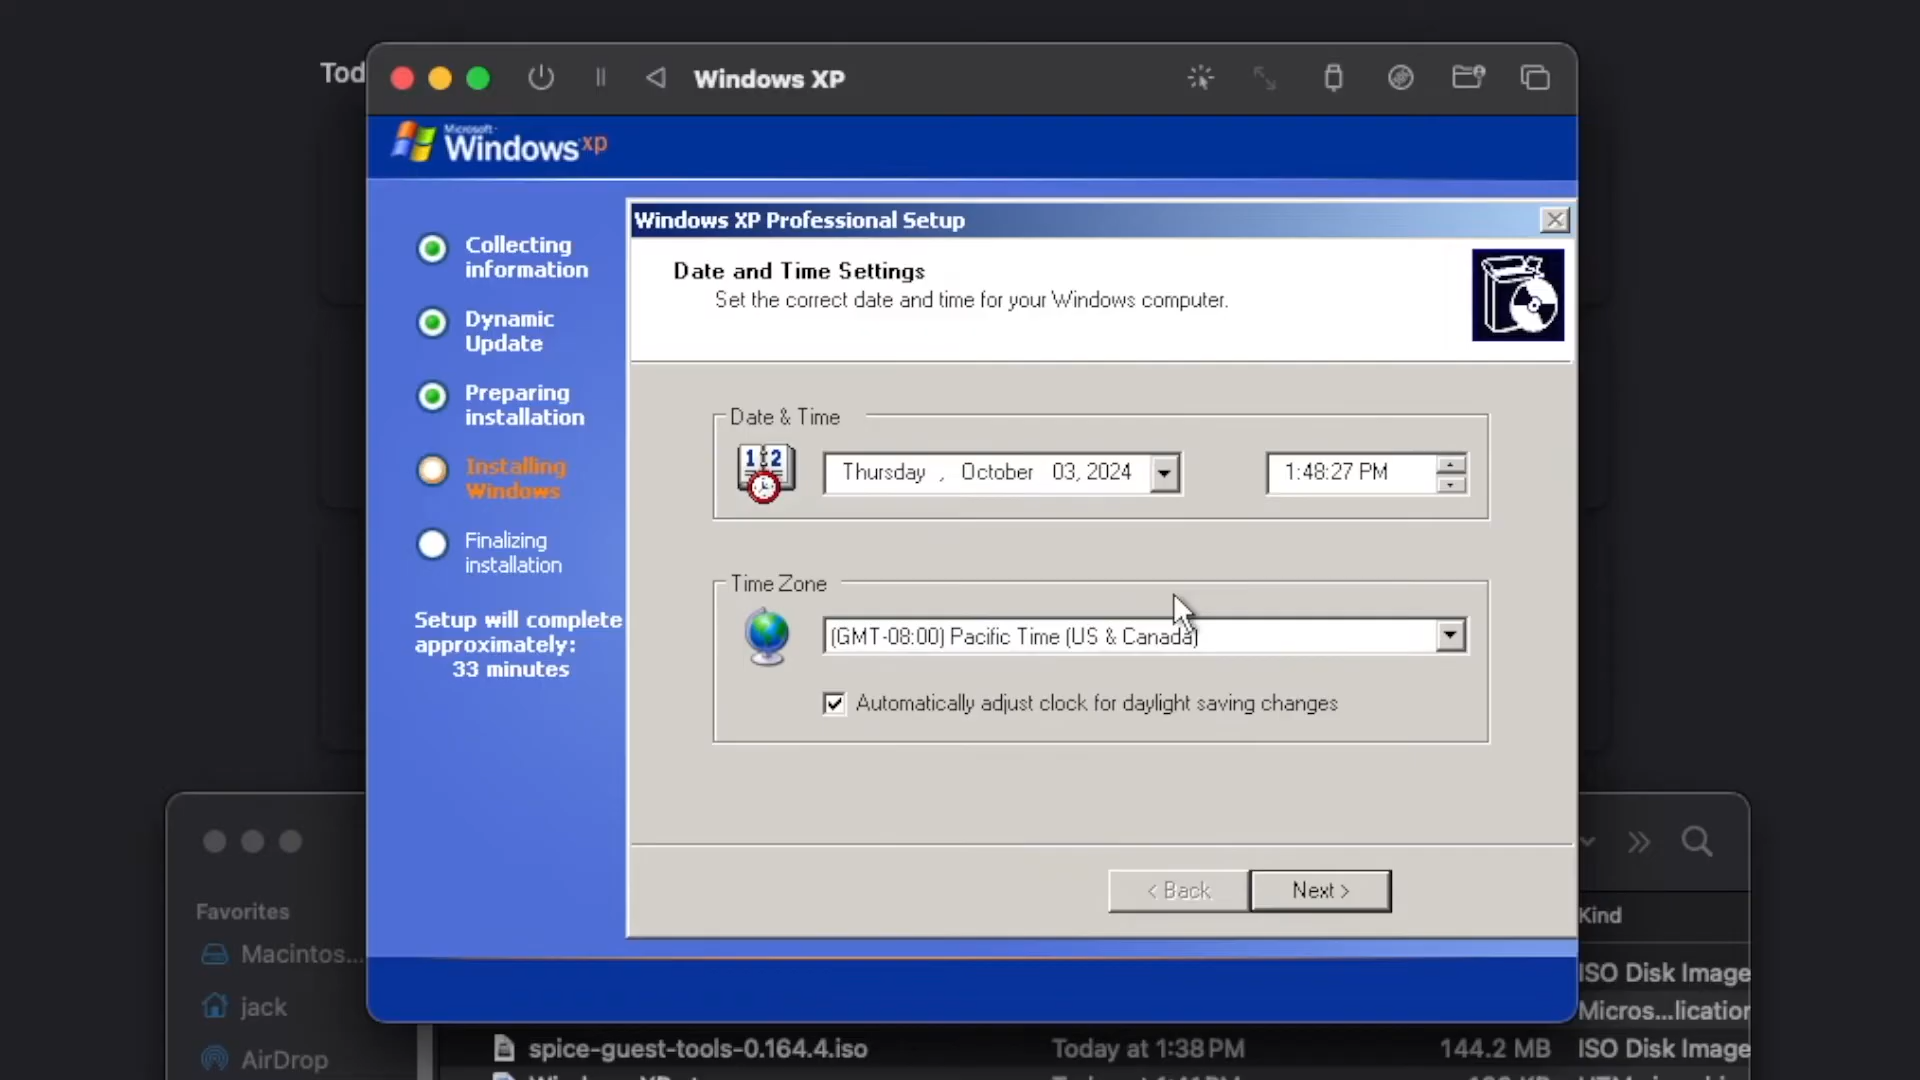 Tod
Windows XP
Microsoft
Windows xp
Collecting
information
Dynamic
Update
Preparing
installation
Installing
Windows
Finalizing
installation
Setup will complete
approximately:
33 minutes
Windows XP Professional Setup
Date and Time Settings
Set the correct date and time for your Windows computer.
Date & Time
12
Thursday , October 03, 2024
1:48:27 PM
Time Zone
(GMT-08:00) Pacific Time (US & Canada)
Automatically adjust clock for daylight saving changes
< Back
Next >
Favorites
Macintos...
jack
AirDrop
Kind
ISO Disk Image
Micros...lication
spice-guest-tools-0.164.4.iso Today at 1:38 PM 144.2 MB ISO Disk Image